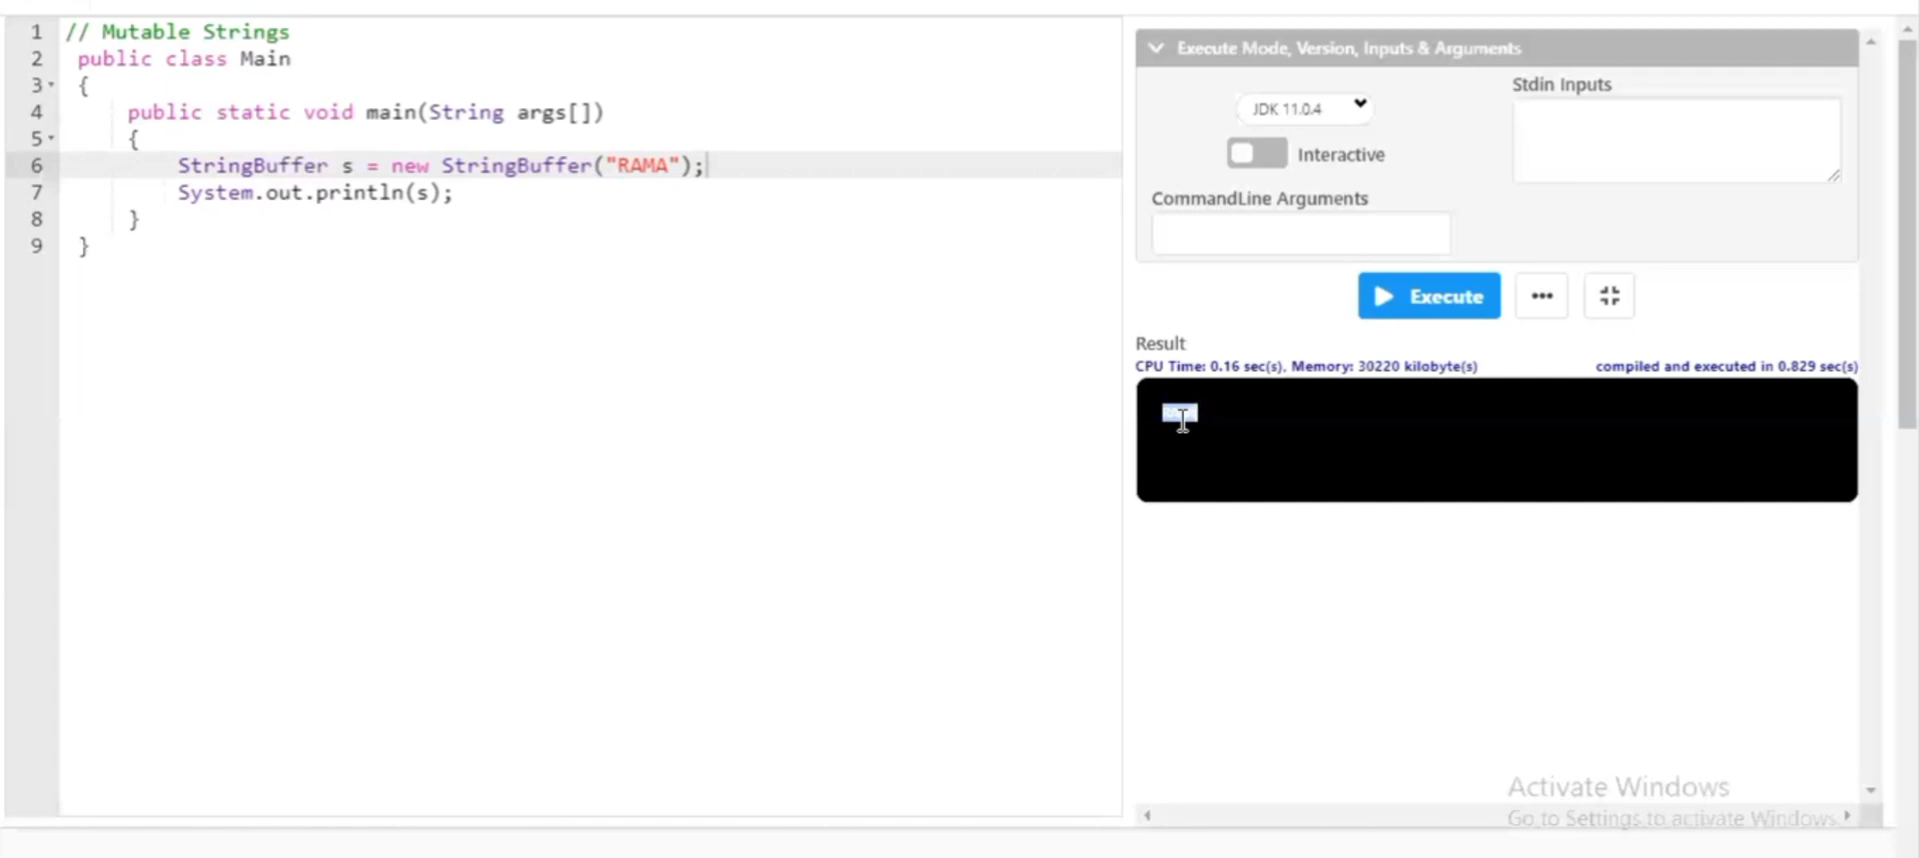 1 // Mutable Strings
2 public class Main
3 {
4 public static void main(String args[])
5 {
6 StringBuffer s = new StringBuffer("RAMA");
7 System.out.println(s);
8 }
9 }
Execute Mode, Version, Inputs & Arguments
JDK 11.0.4
Interactive
Stdin Inputs
CommandLine Arguments
Execute
Result
CPU Time: 0.16 sec(s), Memory: 30220 kilobyte(s)
compiled and executed in 0.829 sec(s)
Activate Windows
Go to Settings to activate Windows.